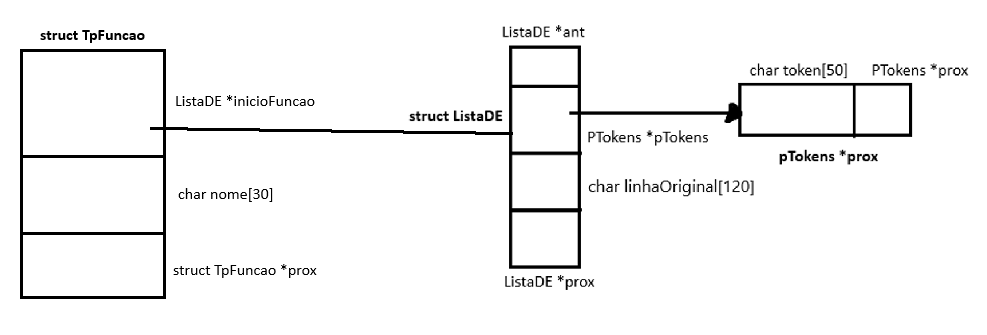 struct TpFuncao
ListaDE *inicioFuncao
char nome[30]
struct TpFuncao *prox
ListaDE *ant
struct ListaDE
PTokens *pTokens
char linhaOriginal[120]
ListaDE *prox
char token[50]
PTokens *prox
pTokens *prox